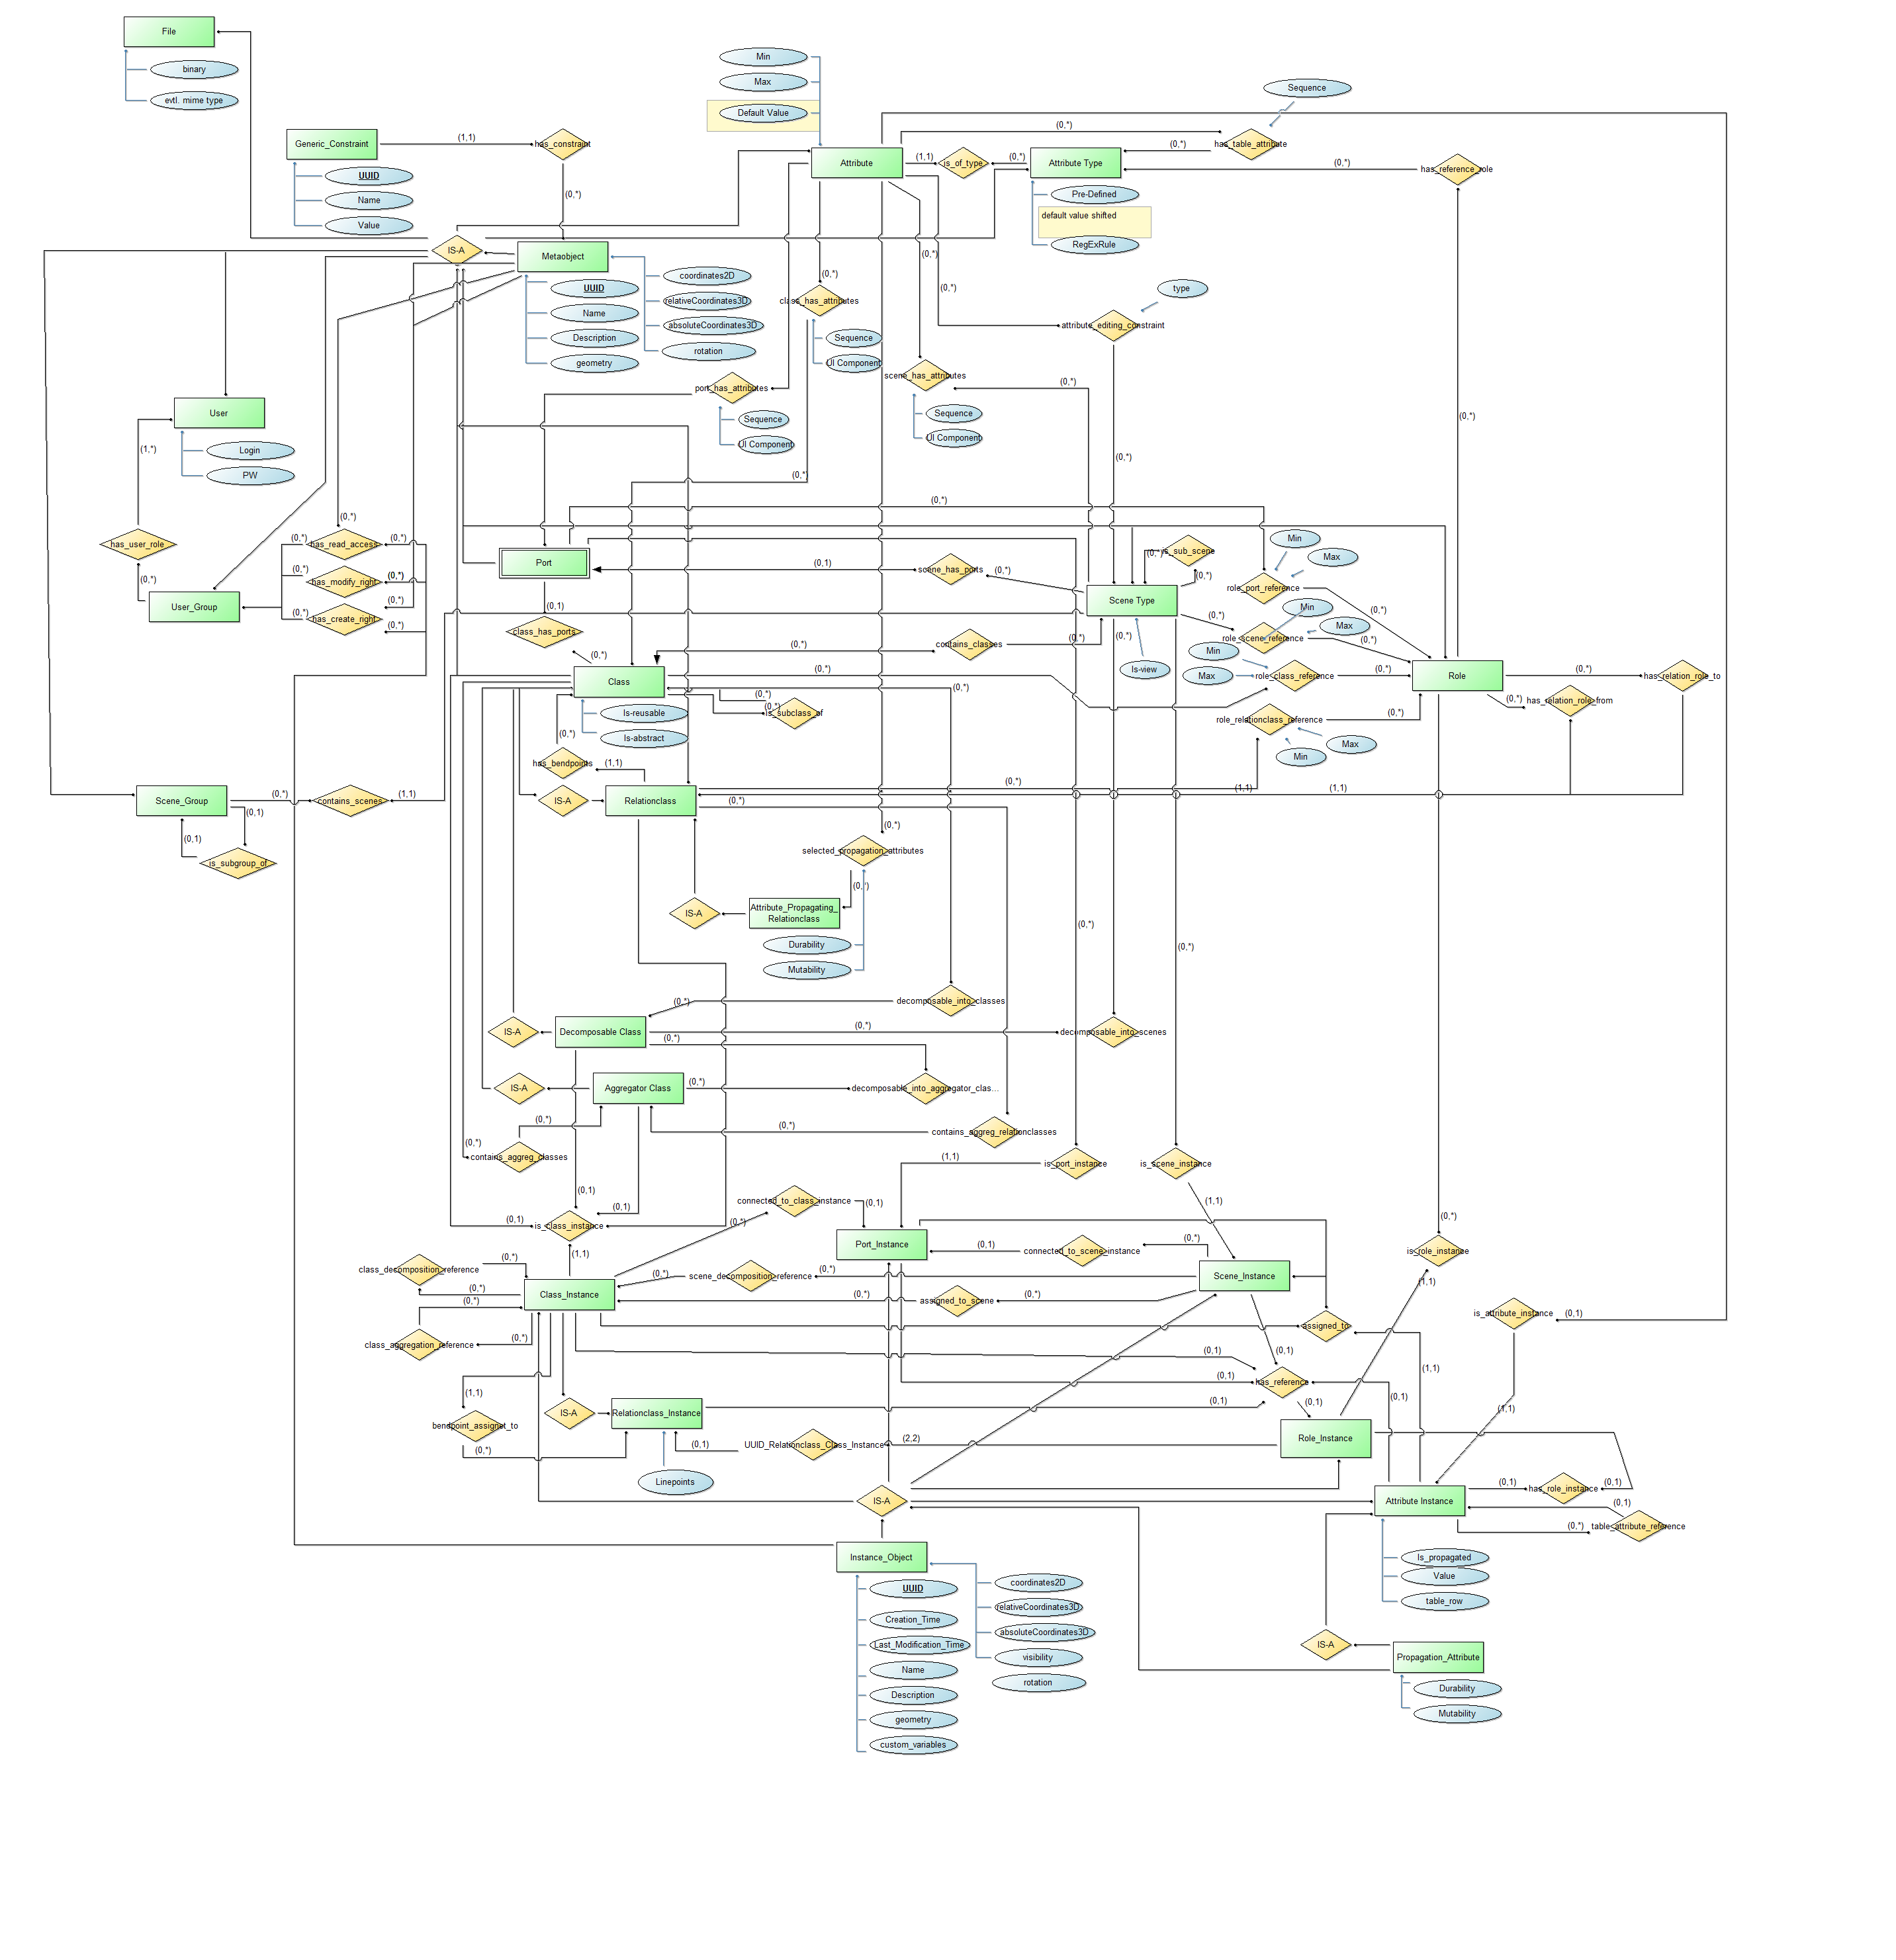 File
binary
evtl. mime type
Min
Max
Default Value
Sequence
Generic_Constraint
(1,1)
has_constraint
UUID
Name
Value
(0,*)
Attribute
(1,1)
is_of_type
(0,*)
Attribute Type
(0,*)
has_table_attribute
(0,*)
(0,*)
has_reference_role
Pre-Defined
default value shifted
RegExRule
IS-A
Metaobject
UUID
Name
Description
geometry
coordinates2D
relativeCoordinates3D
absoluteCoordinates3D
rotation
(0,*)
class_has_attributes
Sequence
UI Component
(0,*)
(0,*)
type
attribute_editing_constraint
port_has_attributes
Sequence
UI Component
scene_has_attributes
(0,*)
Sequence
UI Component
(0,*)
User
Login
PW
(1,*)
(0,*)
(0,*)
(0,*)
(0,*)
has_user_role
(0,*)
has_read_access
(0,*)
(0,*)
has_modify_right
(0,*)
(0,*)
User_Group
(0,*)
has_create_right
(0,*)
(0,*)
Port
(0,1)
scene_has_ports
(0,*)
(0,*)
is_sub_scene
(0,*)
Min
Max
role_port_reference
(0,*)
Scene Type
(0,1)
class_has_ports
(0,*)
(0,*)
contains_classes
(0,*)
(0,*)
Is-view
(0,*)
Min
Max
role_scene_reference
(0,*)
Min
Max
role_class_reference
(0,*)
Role
(0,*)
has_relation_role_to
(0,*)
has_relation_role_from
Class
(0,*)
(0,*)
Is-reusable
Is-abstract
(0,*)
(0,*)
is_subclass_of
role_relationclass_reference
(0,*)
Min
Max
(0,*)
has_bendpoints
(1,1)
Scene_Group
(0,*)
contains_scenes
(1,1)
(0,1)
(0,1)
is_subgroup_of
IS-A
Relationclass
(0,*)
(0,*)
(1,1)
(1,1)
(0,*)
selected_propagation_attributes
(0,*)
IS-A
Attribute_Propagating_
Relationclass
Durability
Mutability
(0,*)
(0,*)
(0,*)
decomposable_into_classes
IS-A
Decomposable Class
(0,*)
decomposable_into_scenes
(0,*)
IS-A
Aggregator Class
(0,*)
decomposable_into_aggregator_clas...
(0,*)
(0,*)
contains_aggreg_classes
(0,*)
contains_aggreg_relationclasses
(1,1)
is_port_instance
is_scene_instance
(0,1)
(0,1)
(0,1)
is_class_instance
(1,1)
connected_to_class_instance
(0,*)
(0,1)
(1,1)
(0,*)
Port_Instance
(0,1)
connected_to_scene_instance
(0,*)
is_role_instance
(1,1)
class_decomposition_reference
(0,*)
(0,*)
(0,*)
scene_decomposition_reference
(0,*)
Scene_Instance
Class_Instance
(0,*)
assigned_to_scene
(0,*)
(0,*)
class_aggregation_reference
(0,*)
assigned_to
is_attribute_instance
(0,1)
(0,1)
(0,1)
(1,1)
(0,1)
has_reference
(0,1)
(0,1)
(0,1)
(1,1)
(1,1)
bendpoint_assignet_to
(0,*)
IS-A
Relationclass_Instance
Linepoints
(0,1)
UUID_Relationclass_Class_Instance
(2,2)
Role_Instance
IS-A
Attribute Instance
(0,1)
has_role_instance
(0,1)
(0,1)
(0,*)
table_attribute_reference
Is_propagated
Value
table_row
Instance_Object
UUID
Creation_Time
Last_Modification_Time
Name
Description
geometry
custom_variables
coordinates2D
relativeCoordinates3D
absoluteCoordinates3D
visibility
rotation
IS-A
Propagation_Attribute
Durability
Mutability